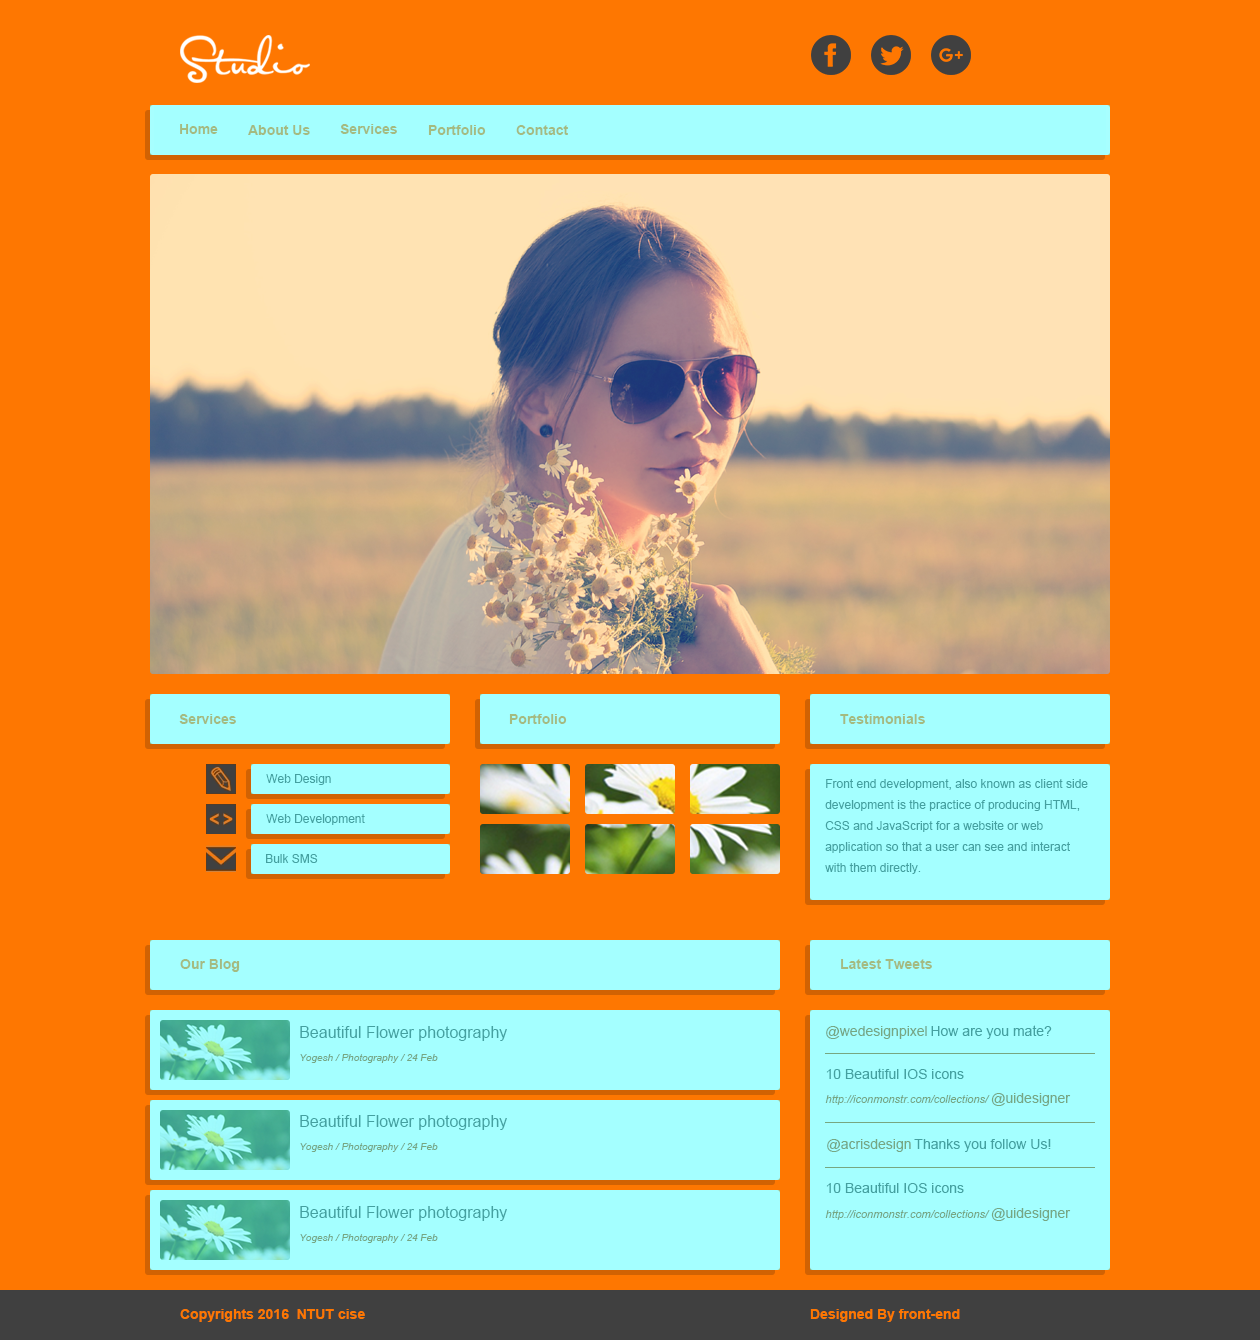 Studio
Home About Us Services Portfolio Contact
Services
Web Design
Web Development
Bulk SMS
Portfolio
Testimonials
Front end development, also known as client side
development is the practice of producing HTML,
CSS and JavaScript for a website or web
application so that a user can see and interact
with them directly.
Our Blog
Beautiful Flower photography
Yogesh / Photography / 24 Feb
Beautiful Flower photography
Yogesh / Photography / 24 Feb
Beautiful Flower photography
Yogesh / Photography / 24 Feb
Latest Tweets
@wedesignpixel How are you mate?
10 Beautiful IOS icons
http://iconmonstr.com/collections/ @uidesigner
@acrisdesign Thanks you follow Us!
10 Beautiful IOS icons
http://iconmonstr.com/collections/ @uidesigner
Copyrights 2016 NTUT cise
Designed By front-end